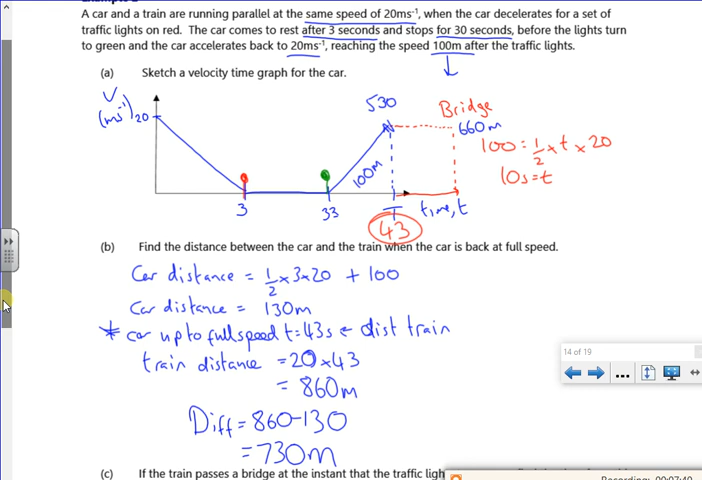 A car and a train are running parallel at the same speed of 20ms⁻¹, when the car decelerates for a set of
traffic lights on red. The car comes to rest after 3 seconds and stops for 30 seconds, before the lights turn
to green and the car accelerates back to 20ms⁻¹, reaching the speed 100m after the traffic lights.
(a) Sketch a velocity time graph for the car.
V
(ms⁻¹) 20
530
Bridge
660m
100 = 1/2 × t × 20
10s = t
100m
3
33
T
time, t
43
(b) Find the distance between the car and the train when the car is back at full speed.
Car distance = 1/2 × 3 × 20 + 100
Car distance = 130m
* car up to full speed t = 43s ← dist train
train distance = 20 × 43
= 860m
Diff = 860 - 130
= 730m
14 of 19
(c) If the train passes a bridge at the instant that the traffic